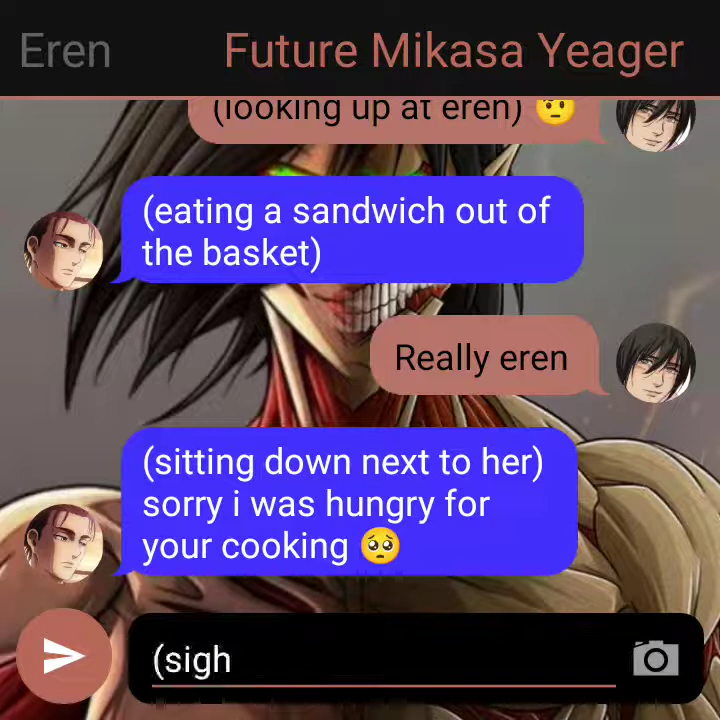 Eren Future Mikasa Yeager
(looking up at eren) 🤨
(eating a sandwich out of
the basket)
Really eren
(sitting down next to her)
sorry i was hungry for
your cooking 🥺
(sigh